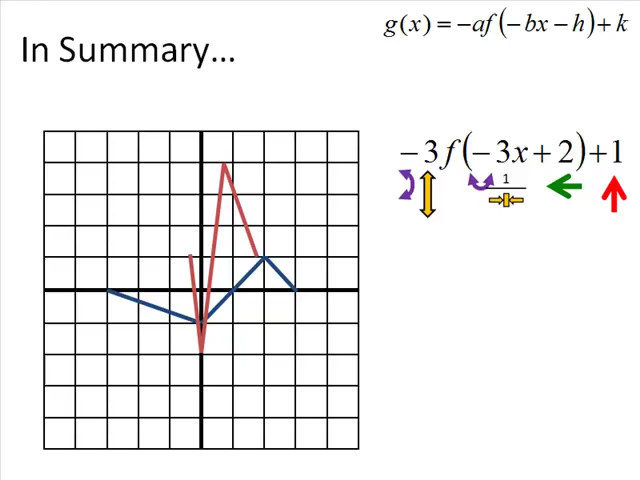 g(x) = −af(−bx − h) + k
In Summary...
−3f(−3x + 2) + 1
1